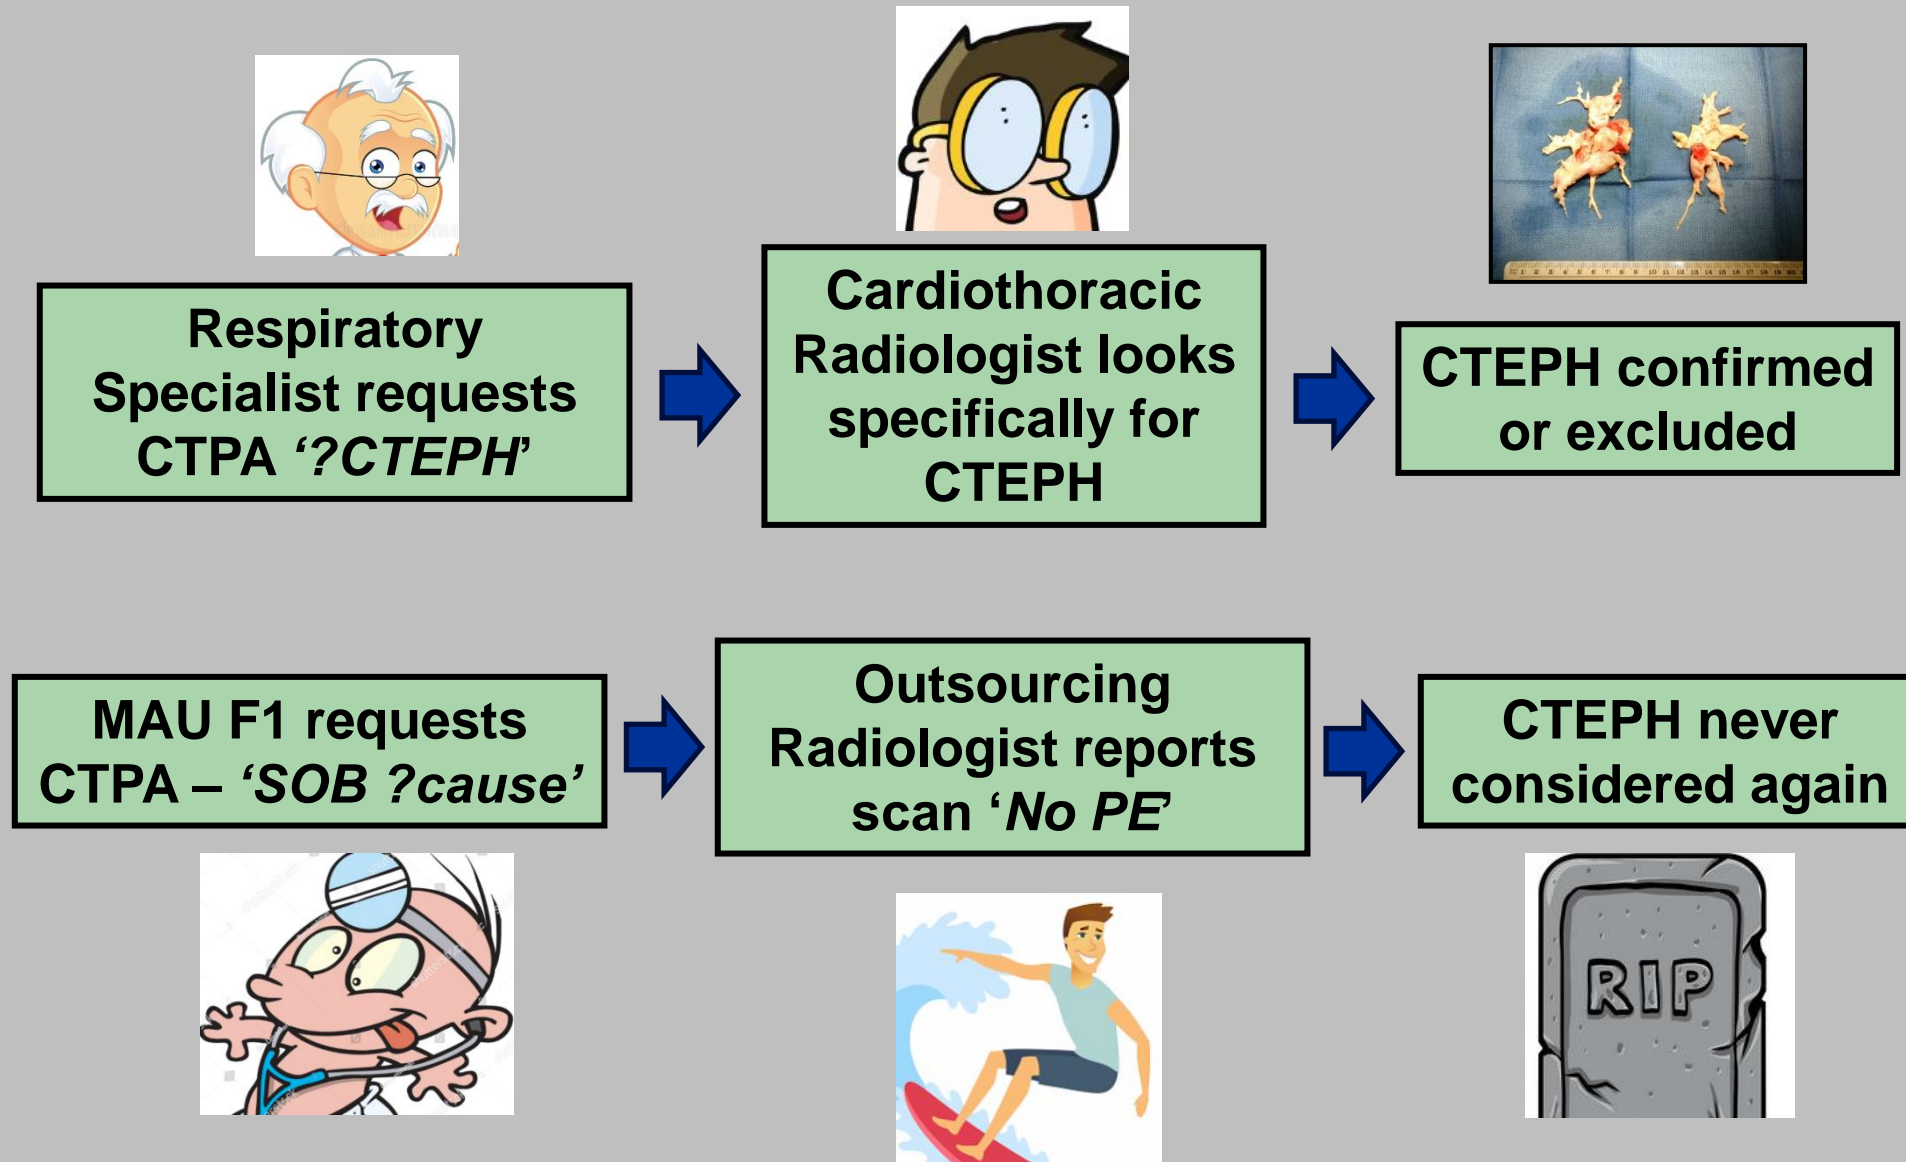 Respiratory
Specialist requests
CTPA ‘?CTEPH’
Cardiothoracic
Radiologist looks
specifically for
CTEPH
CTEPH confirmed
or excluded
MAU F1 requests
CTPA – ‘SOB ?cause’
Outsourcing
Radiologist reports
scan ‘No PE’
CTEPH never
considered again
RIP